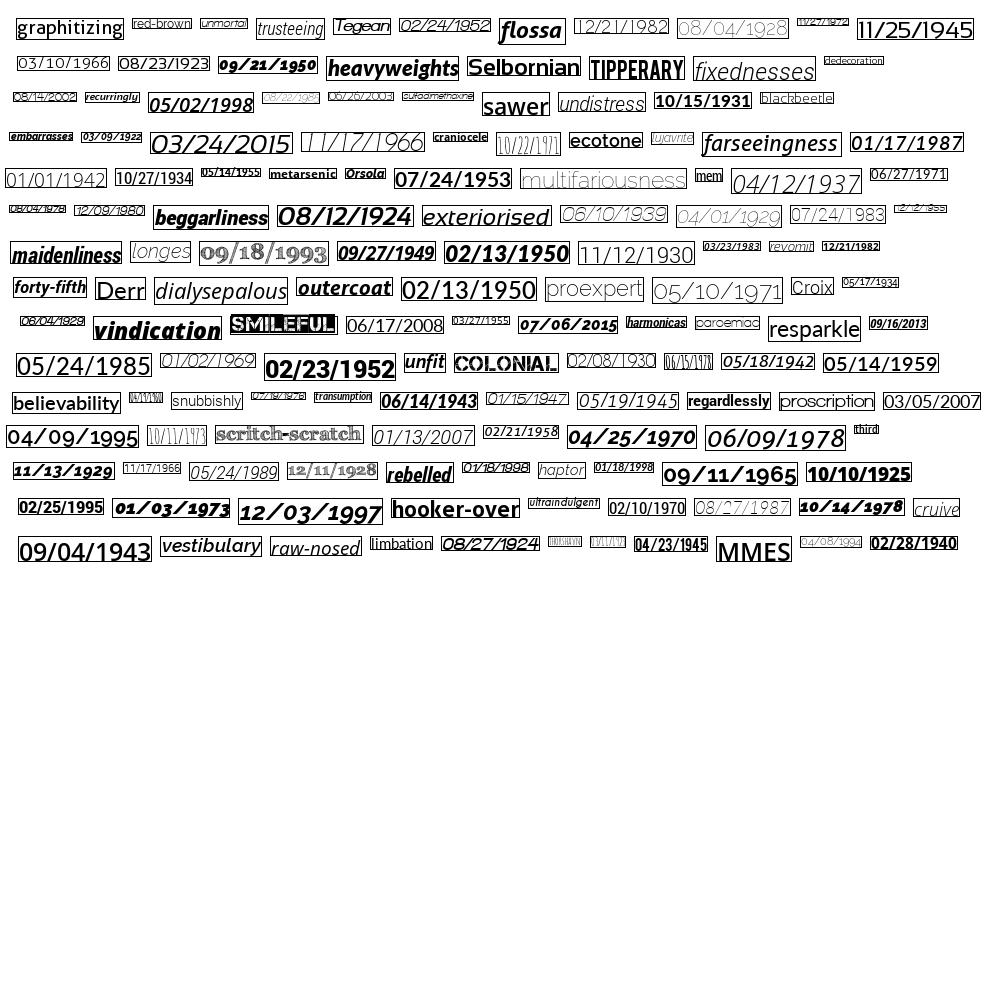 graphitizing red-brown unmortal trusteeing Tegean 02/24/1952 flossa 12/21/1982 08/04/1928 11/27/1972 11/25/1945
03/10/1966 08/23/1923 09/21/1950 heavyweights Selbornian TIPPERARY fixednesses dedecoration
08/14/2002 recurringly 05/02/1998 06/26/2003 sulfadimethoxine sawer undistress 10/15/1931 blackbeetle
embarrasses 03/09/1922 03/24/2015 11/17/1966 craniocele 10/22/1971 ecotone lujavrite farseeingness 01/17/1987
01/01/1942 10/27/1934 05/14/1955 metarsenic Orsola 07/24/1953 multifariousness mem 04/12/1937 06/27/1971
08/04/1978 12/09/1980 beggarliness 08/12/1924 exteriorised 06/10/1939 04/01/1929 07/24/1983 12/12/1955
maidenliness longes 09/18/1993 09/27/1949 02/13/1950 11/12/1930 03/23/1983 revomit 12/21/1982
forty-fifth Derr dialysepalous outercoat 02/13/1950 proexpert 05/10/1971 Croix 05/17/1934
06/04/1929 vindication SMILEFUL 06/17/2008 03/27/1955 07/06/2015 harmonicas paroemiac resparkle 09/16/2013
05/24/1985 01/02/1969 02/23/1952 unfit COLONIAL 02/08/1930 06/15/1978 05/18/1942 05/14/1959
believability snubbishly 07/19/1976 transumption 06/14/1943 01/15/1947 05/19/1945 regardlessly proscription 03/05/2007
04/09/1995 10/11/1973 scritch-scratch 01/13/2007 02/21/1958 04/25/1970 06/09/1978 third
11/13/1929 11/17/1966 05/24/1989 12/11/1928 rebelled 01/18/1998 haptor 01/18/1998 09/11/1965 10/10/1925
02/25/1995 01/03/1973 12/03/1997 hooker-over ultraindulgent 02/10/1970 08/27/1987 10/14/1978 cruive
09/04/1943 vestibulary raw-nosed limbation 08/27/1924 04/23/1945 MMES 04/08/1994 02/28/1940